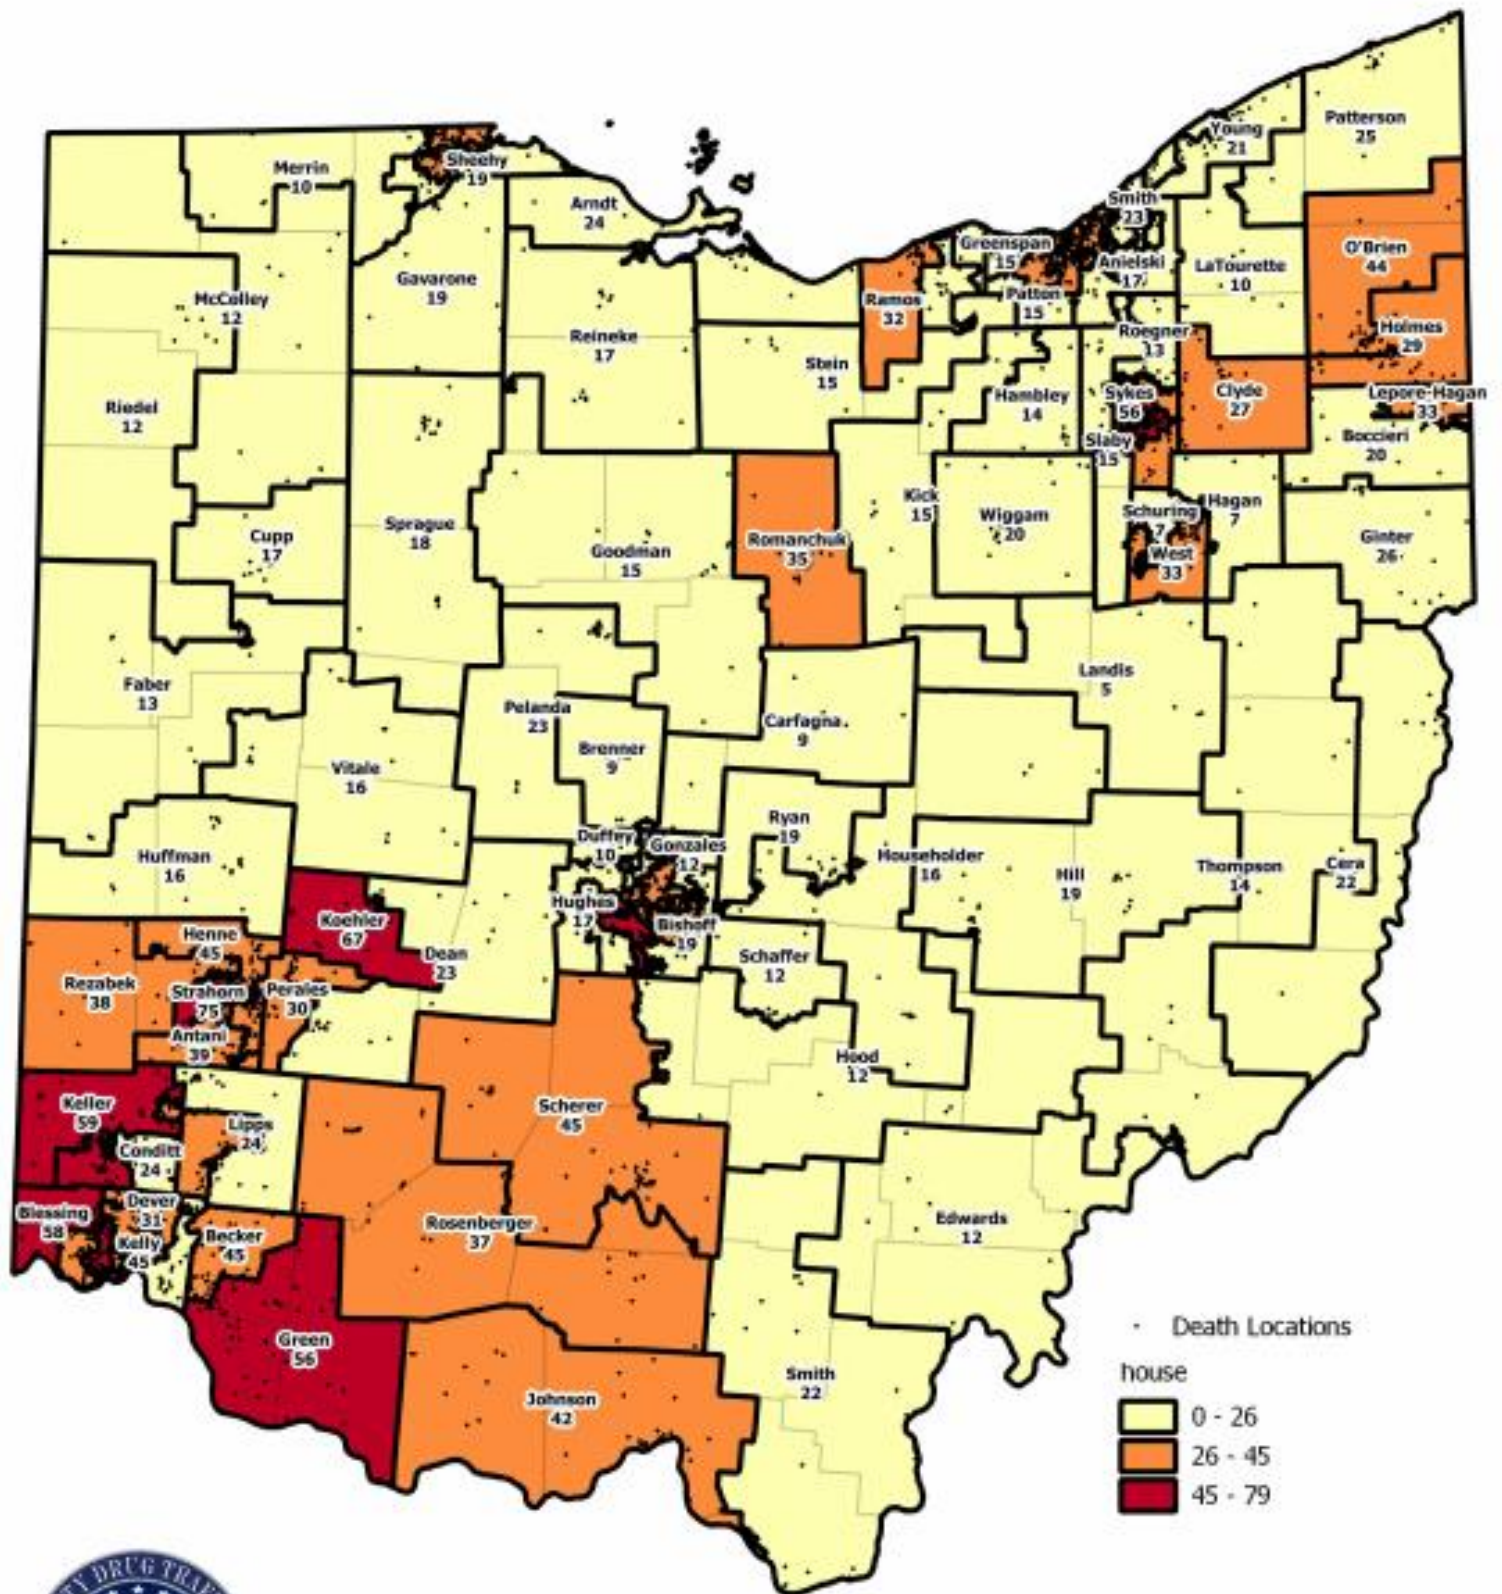 Patterson
25
Young
21
Merrin
10
Sheehy
19
Arndt
24
Smith
23
Greenspan
15
Anielski
17
O'Brien
44
LaTourette
10
Gavarone
19
McColley
12
Ramos
32
Patton
15
Holmes
29
Roegner
13
Reineke
17
Stein
15
Riedel
12
Hambley
14
Sykes
56
Clyde
27
Lepore-Hagan
33
Slaby
15
Boccieri
20
Kick
15
Wiggam
20
Schuring
7
Hagan
7
Sprague
18
Cupp
17
Goodman
15
Romanchuk
35
West
33
Ginter
26
Faber
13
Landis
5
Pelanda
23
Carfagna
9
Brenner
9
Vitale
16
Ryan
19
Duffey
10
Gonzales
12
Huffman
16
Householder
16
Hill
19
Thompson
14
Cera
22
Koehler
67
Hughes
17
Bishoff
19
Henne
45
Dean
23
Schaffer
12
Rezabek
38
Strahorn
75
Perales
30
Antani
39
Hood
12
Keller
59
Scherer
45
Lipps
24
Conditt
24
Blessing
58
Dever
31
Rosenberger
37
Edwards
12
Kelly
45
Becker
45
Green
56
Smith
22
Johnson
42
Death Locations
house
0 - 26
26 - 45
45 - 79
DRUG